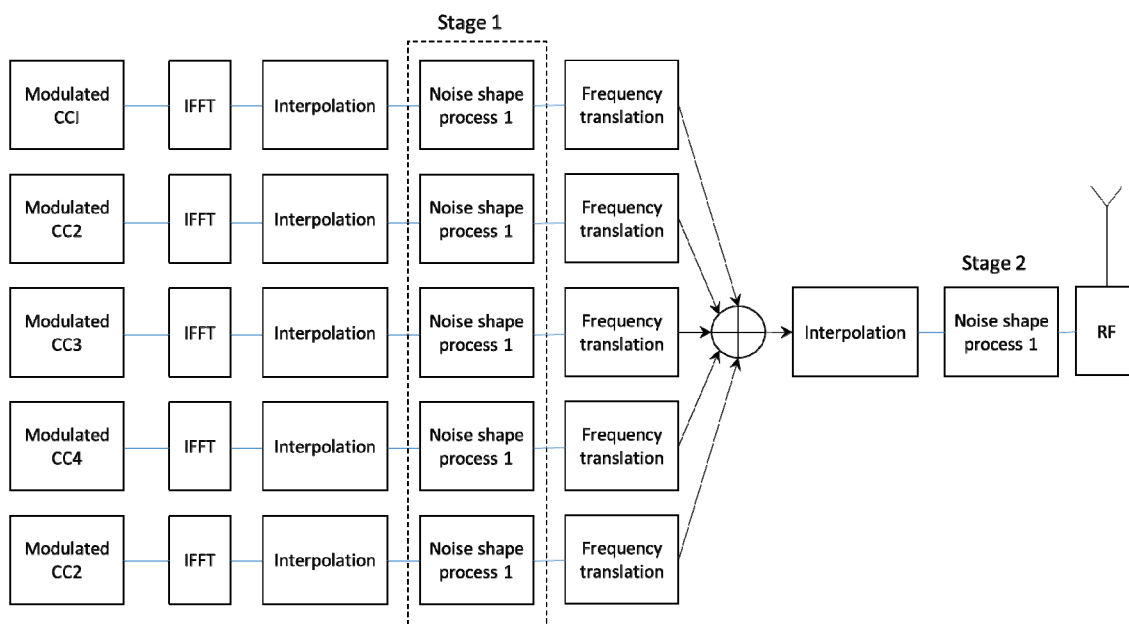 Stage 1
Modulated
CCI
IFFT
Interpolation
Noise shape
process 1
Frequency
translation
Modulated
CC2
IFFT
Interpolation
Noise shape
process 1
Frequency
translation
Stage 2
Modulated
CC3
IFFT
Interpolation
Noise shape
process 1
Frequency
translation
Interpolation
Noise shape
process 1
RF
Modulated
CC4
IFFT
Interpolation
Noise shape
process 1
Frequency
translation
Modulated
CC2
IFFT
Interpolation
Noise shape
process 1
Frequency
translation